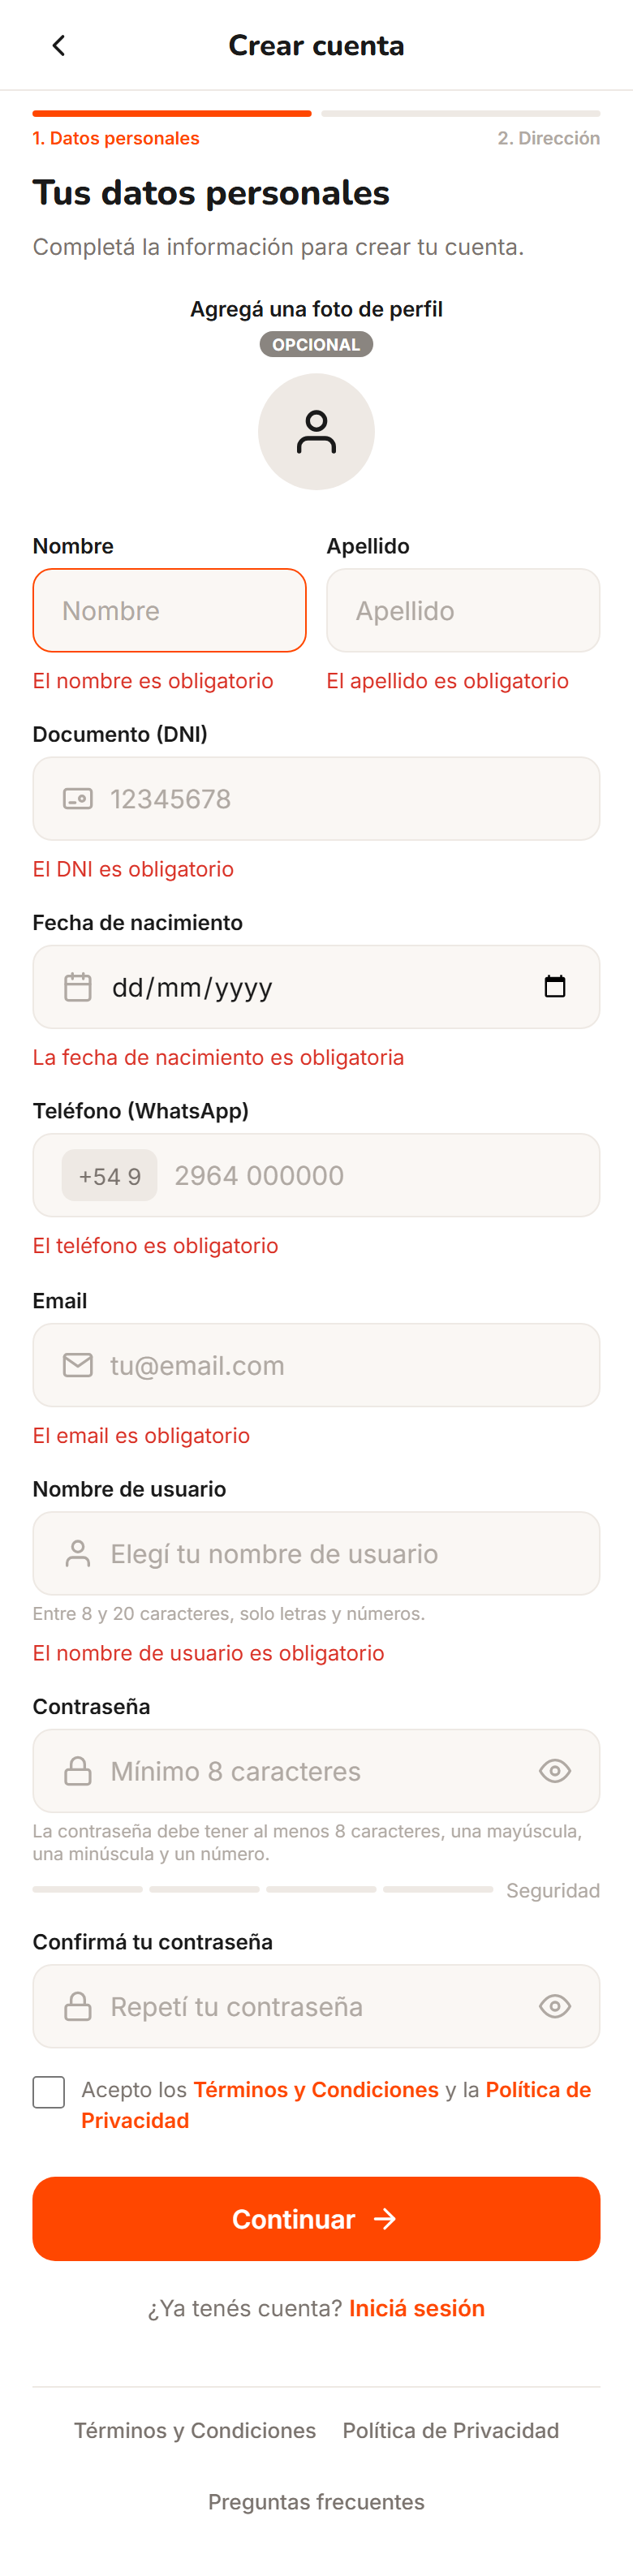 Crear cuenta
1. Datos personales
2. Dirección
Tus datos personales
Completá la información para crear tu cuenta.
Agregá una foto de perfil
OPCIONAL
Nombre
Apellido
Nombre
Apellido
El nombre es obligatorio
El apellido es obligatorio
Documento (DNI)
12345678
El DNI es obligatorio
Fecha de nacimiento
dd/mm/yyyy
La fecha de nacimiento es obligatoria
Teléfono (WhatsApp)
+54 9
2964 000000
El teléfono es obligatorio
Email
tu@email.com
El email es obligatorio
Nombre de usuario
Elegí tu nombre de usuario
Entre 8 y 20 caracteres, solo letras y números.
El nombre de usuario es obligatorio
Contraseña
Mínimo 8 caracteres
La contraseña debe tener al menos 8 caracteres, una mayúscula,
una minúscula y un número.
Seguridad
Confirmá tu contraseña
Repetí tu contraseña
Acepto los Términos y Condiciones y la Política de
Privacidad
Continuar
¿Ya tenés cuenta? Iniciá sesión
Términos y Condiciones
Política de Privacidad
Preguntas frecuentes